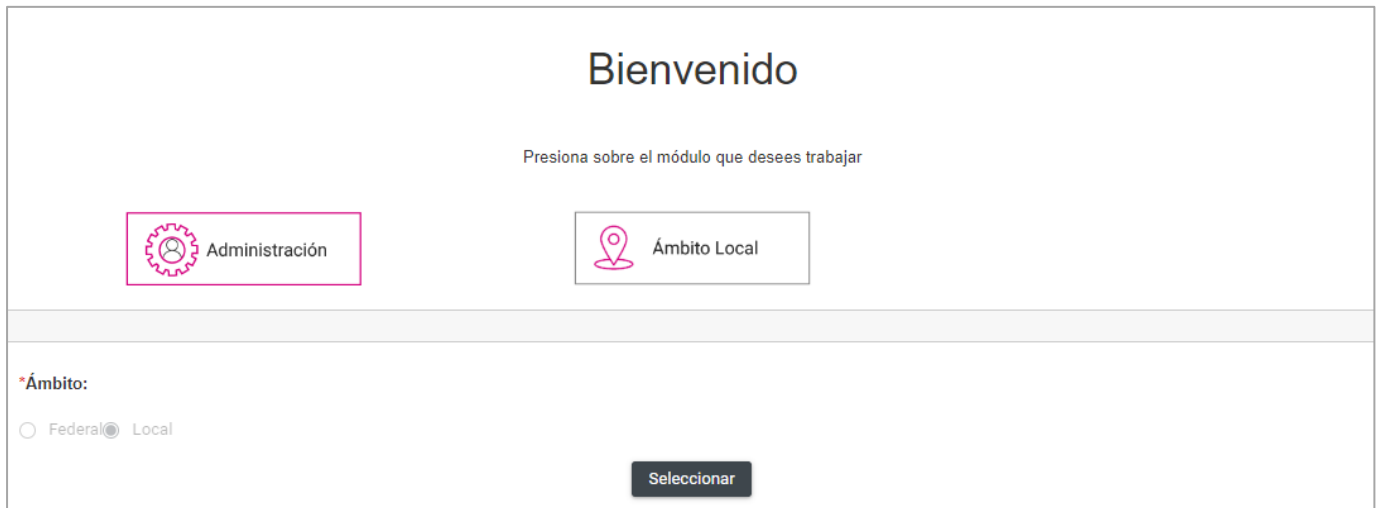 Bienvenido
Presiona sobre el módulo que desees trabajar
Administración
Ámbito Local
*Ámbito:
Federal Local
Seleccionar